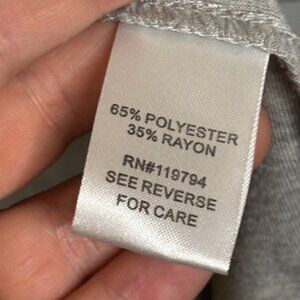 65% POLYESTER
35% RAYON
RN#119794
SEE REVERSE
FOR CARE